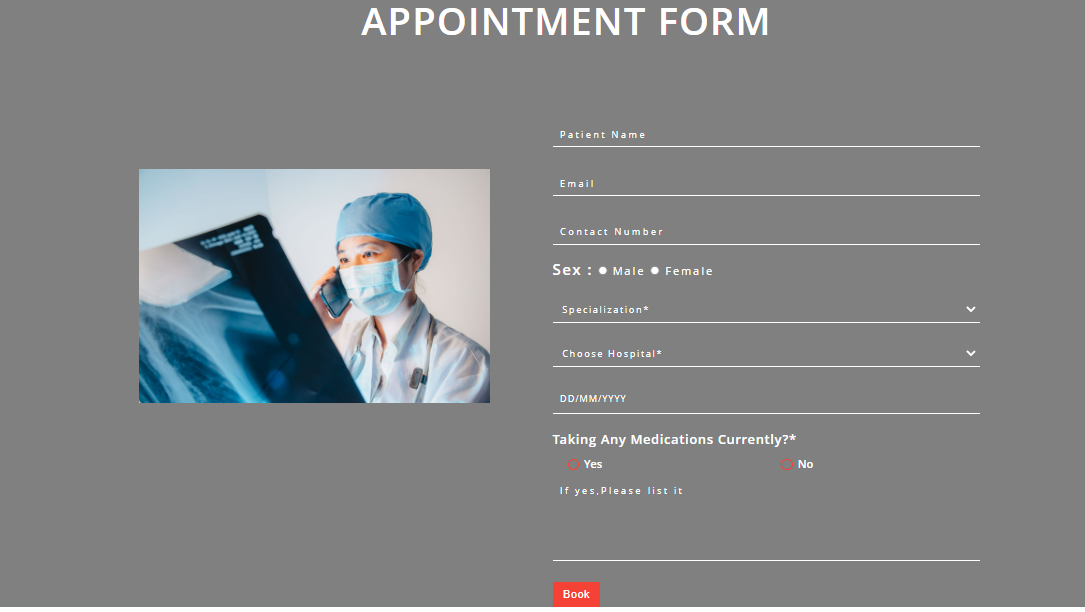 APPOINTMENT FORM
Patient Name
Email
Contact Number
Sex : Male Female
Specialization*
Choose Hospital*
DD/MM/YYYY
Taking Any Medications Currently?*
Yes No
If yes,Please list it
Book